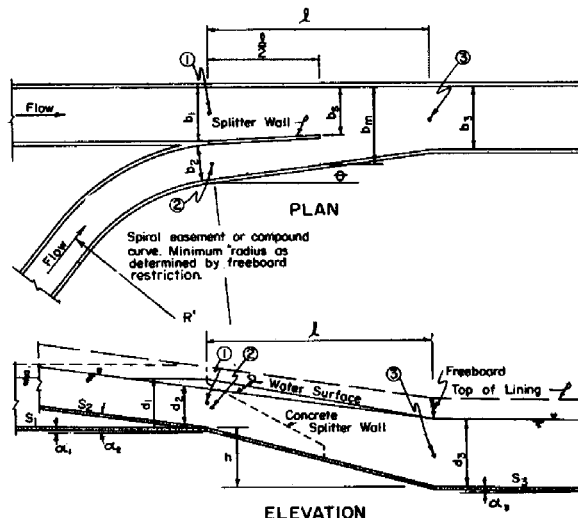 l
①
③
l/2
Flow
b₁
Splitter Wall
b₅
bₘ
b₃
b₂
θ
②
PLAN
Flow
Spiral easement or compound
curve. Minimum radius as
determined by freeboard
restriction.
R'
l
① ②
③
Freeboard
Water Surface
Top of Lining
S₂
d₁
d₂
Concrete
Splitter Wall
S₁
α₁
α₂
h
d₃
S₃
α₃
ELEVATION